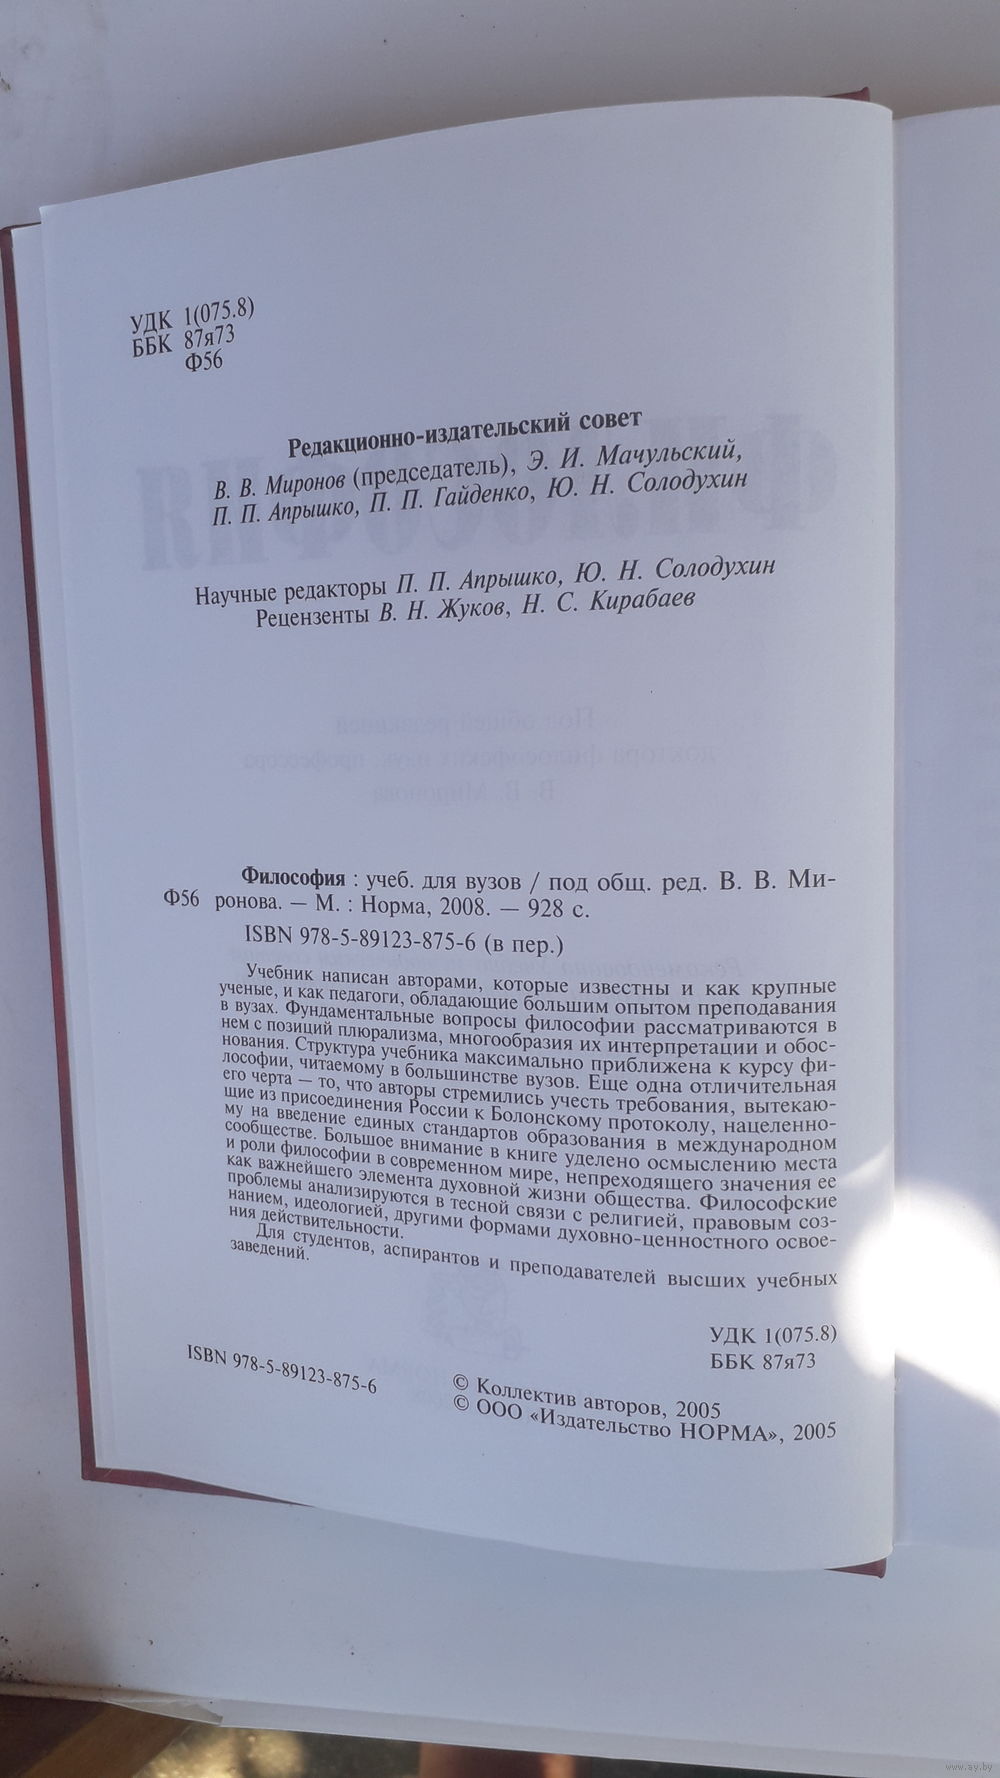 УДК 1(075.8)
ББК 87я73
Ф56
Редакционно-издательский совет
В. В. Миронов (председатель), Э. И. Мачульский,
П. П. Апрышко, П. П. Гайденко, Ю. Н. Солодухин
Научные редакторы П. П. Апрышко, Ю. Н. Солодухин
Рецензенты В. Н. Жуков, Н. С. Кирабаев
Философия : учеб. для вузов / под общ. ред. В. В. Ми-
Ф56 ронова. — М. : Норма, 2008. — 928 с.
ISBN 978-5-89123-875-6 (в пер.)
Учебник написан авторами, которые известны и как крупные
ученые, и как педагоги, обладающие большим опытом преподавания
в вузах. Фундаментальные вопросы философии рассматриваются в
нем с позиций плюрализма, многообразия их интерпретации и обос-
нования. Структура учебника максимально приближена к курсу фи-
лософии, читаемому в большинстве вузов. Еще одна отличительная
его черта — то, что авторы стремились учесть требования, вытекаю-
щие из присоединения России к Болонскому протоколу, нацеленно-
му на введение единых стандартов образования в международном
сообществе. Большое внимание в книге уделено осмыслению места
и роли философии в современном мире, непреходящего значения ее
как важнейшего элемента духовной жизни общества. Философские
проблемы анализируются в тесной связи с религией, правовым соз-
нанием, идеологией, другими формами духовно-ценностного освое-
ния действительности.
Для студентов, аспирантов и преподавателей высших учебных
заведений.
УДК 1(075.8)
ББК 87я73
ISBN 978-5-89123-875-6
© Коллектив авторов, 2005
© ООО «Издательство НОРМА», 2005
www.ay.by